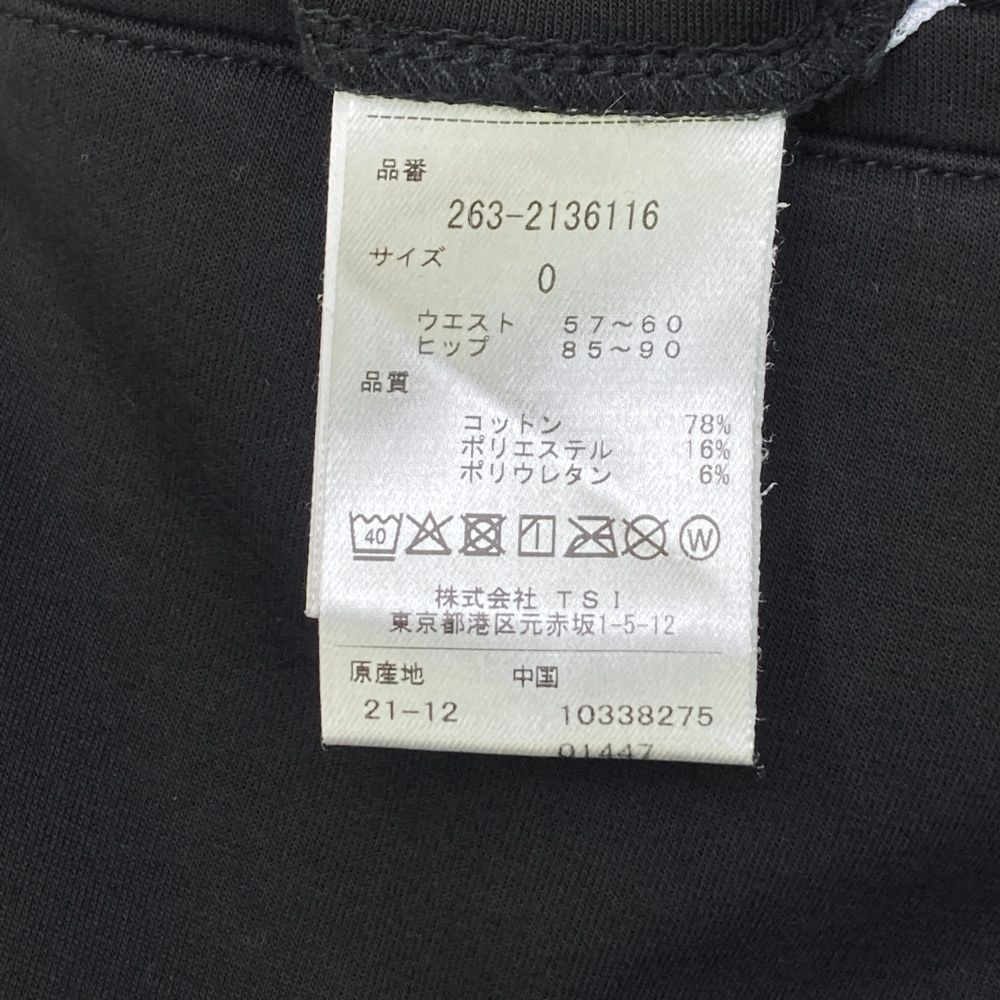 品番
263-2136116
サイズ
0
ウエスト 57～60
ヒップ 85～90
品質
コットン 78%
ポリエステル 16%
ポリウレタン 6%
40 W
株式会社 TSI
東京都港区元赤坂1-5-12
原産地 中国
21-12 10338275
01447